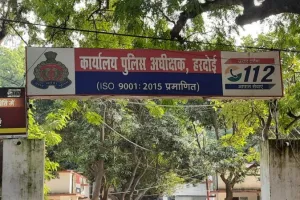 कार्यालय पुलिस अधीक्षक, हरदोई
(ISO 9001:2015 प्रमाणित)
112